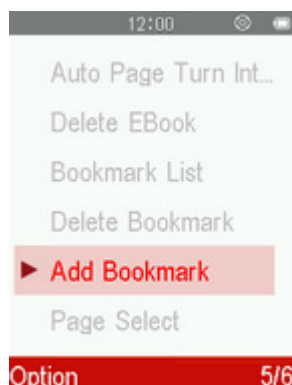 12:00
Auto Page Turn Int...
Delete EBook
Bookmark List
Delete Bookmark
Add Bookmark
Page Select
Option 5/6